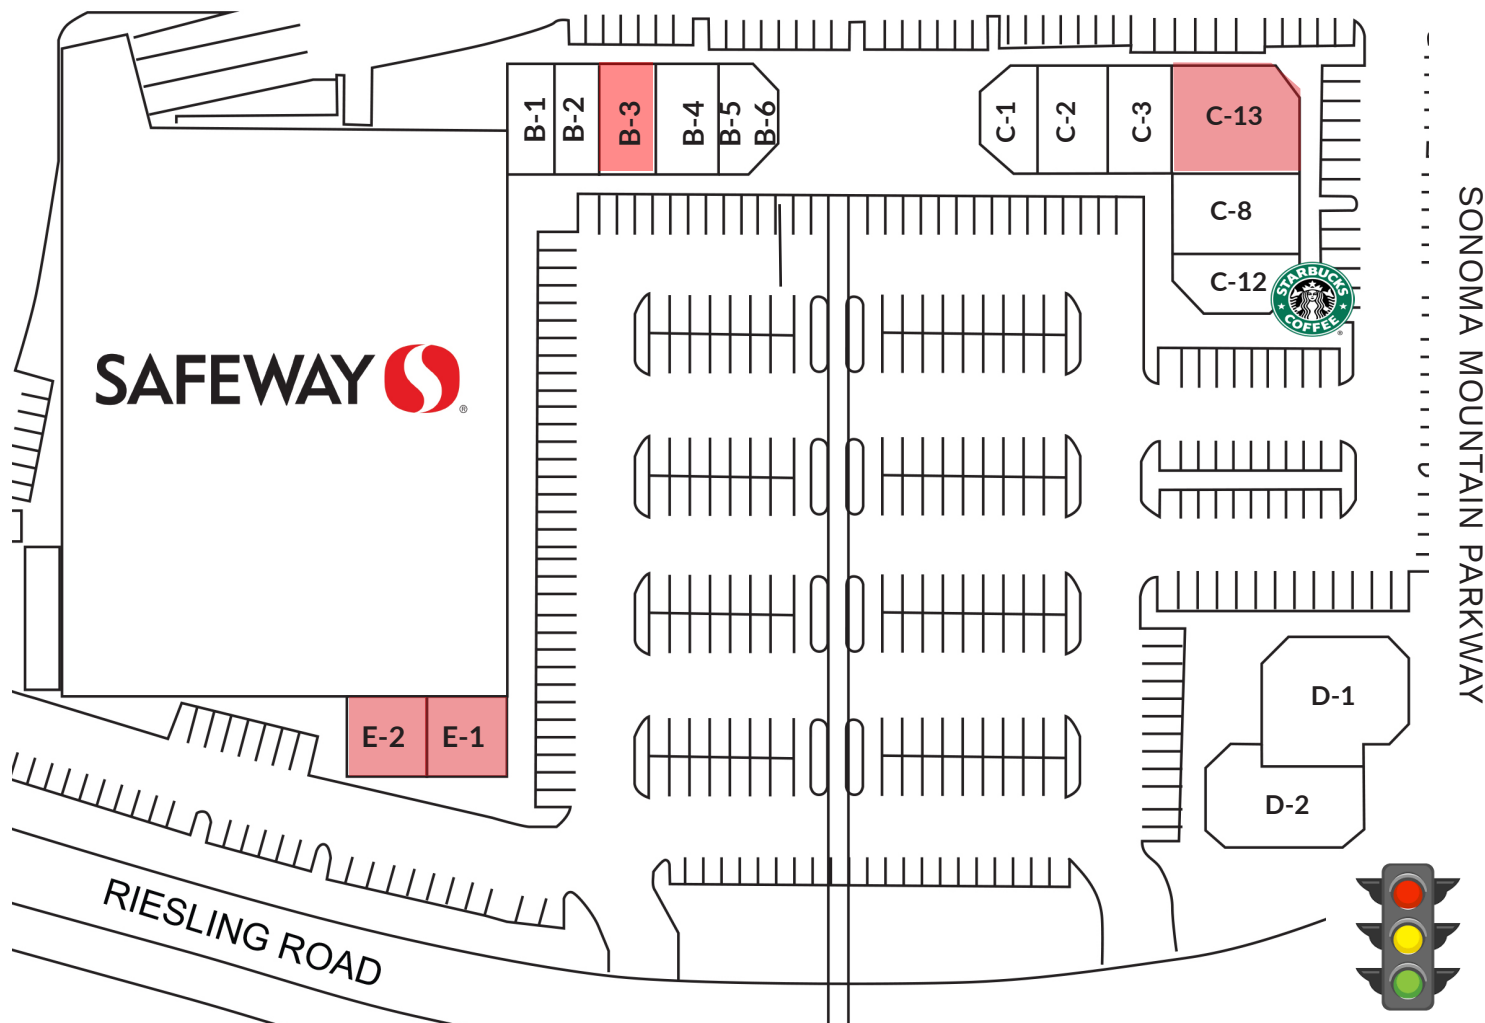 B-1
B-2
B-3
B-4
B-5
B-6
C-1
C-2
C-3
C-13
C-8
C-12
STARBUCKS
COFFEE
®
SAFEWAY
®
SONOMA MOUNTAIN PARKWAY
E-2
E-1
D-1
D-2
RIESLING ROAD